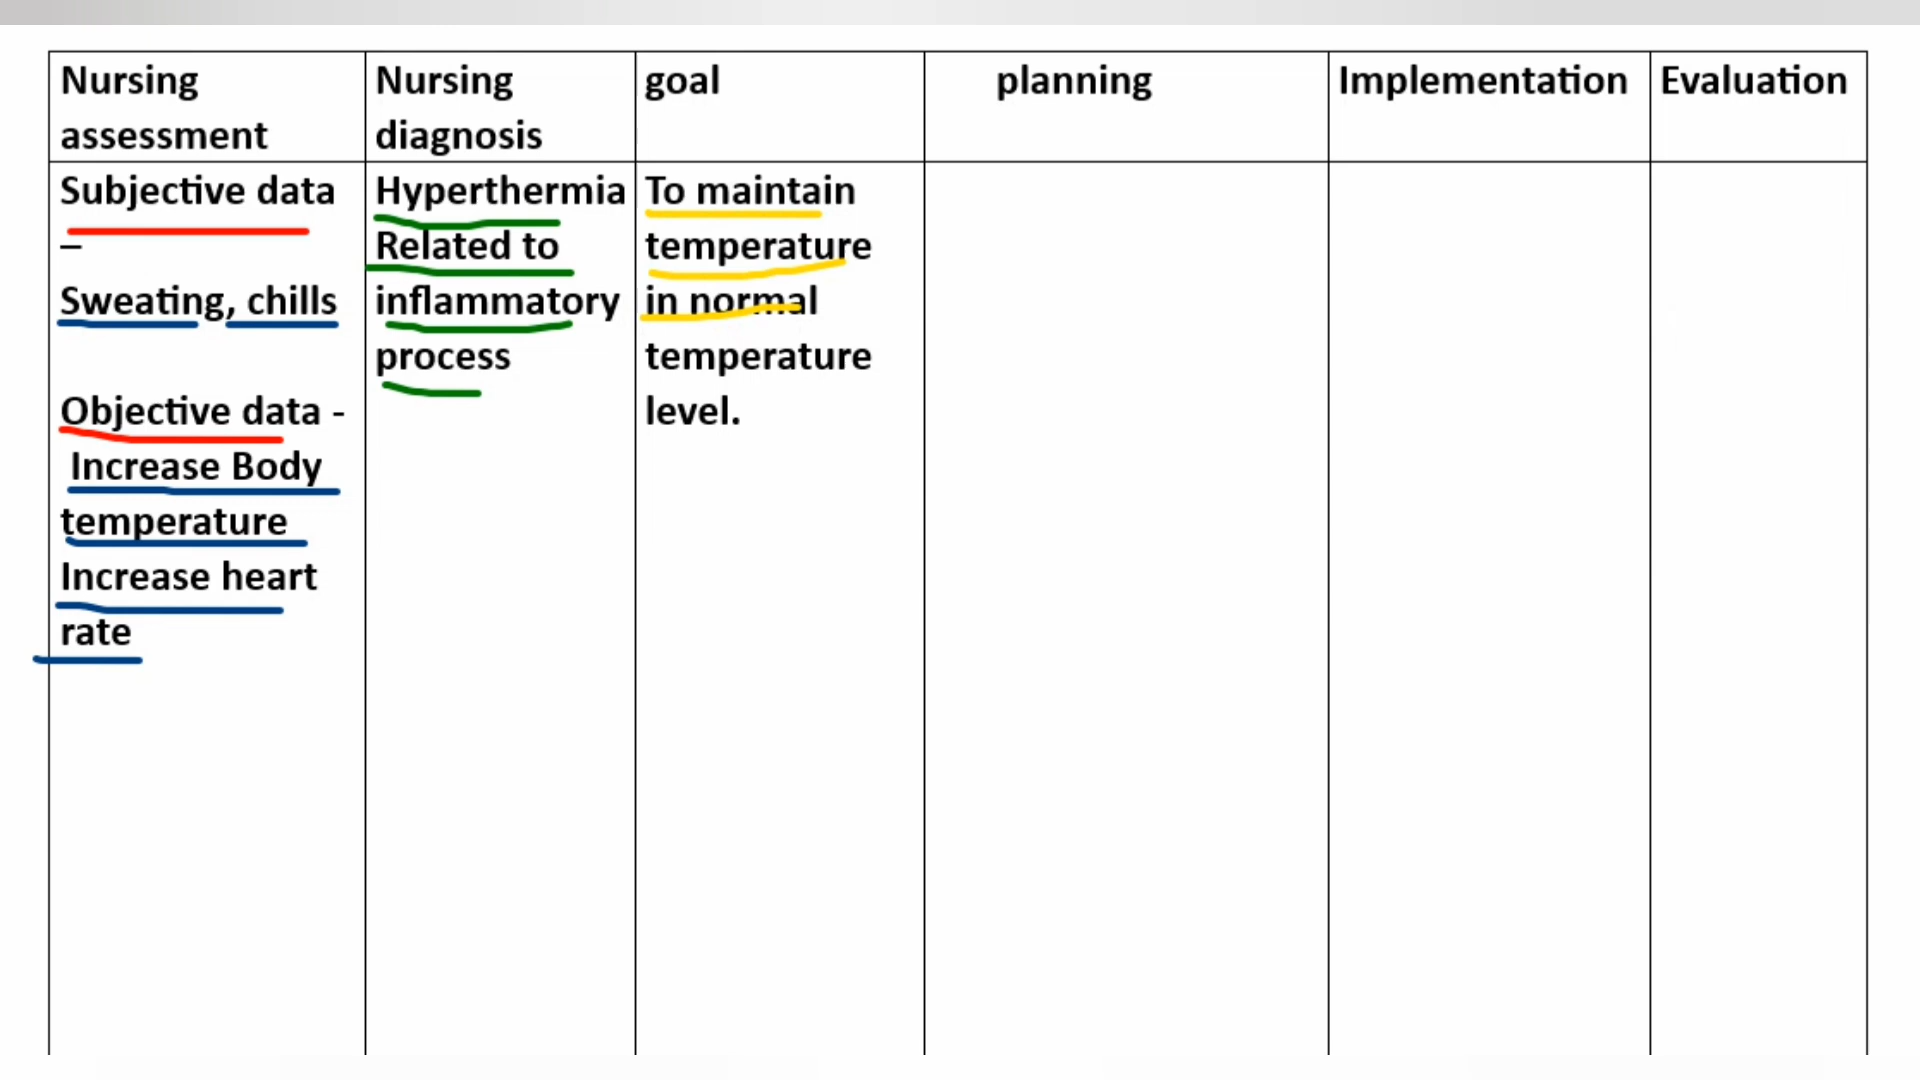 Nursing
assessment
Nursing
diagnosis
goal
planning
Implementation
Evaluation
Subjective data
–
Sweating, chills
Objective data -
Increase Body
temperature
Increase heart
rate
Hyperthermia
Related to
inflammatory
process
To maintain
temperature
in normal
temperature
level.